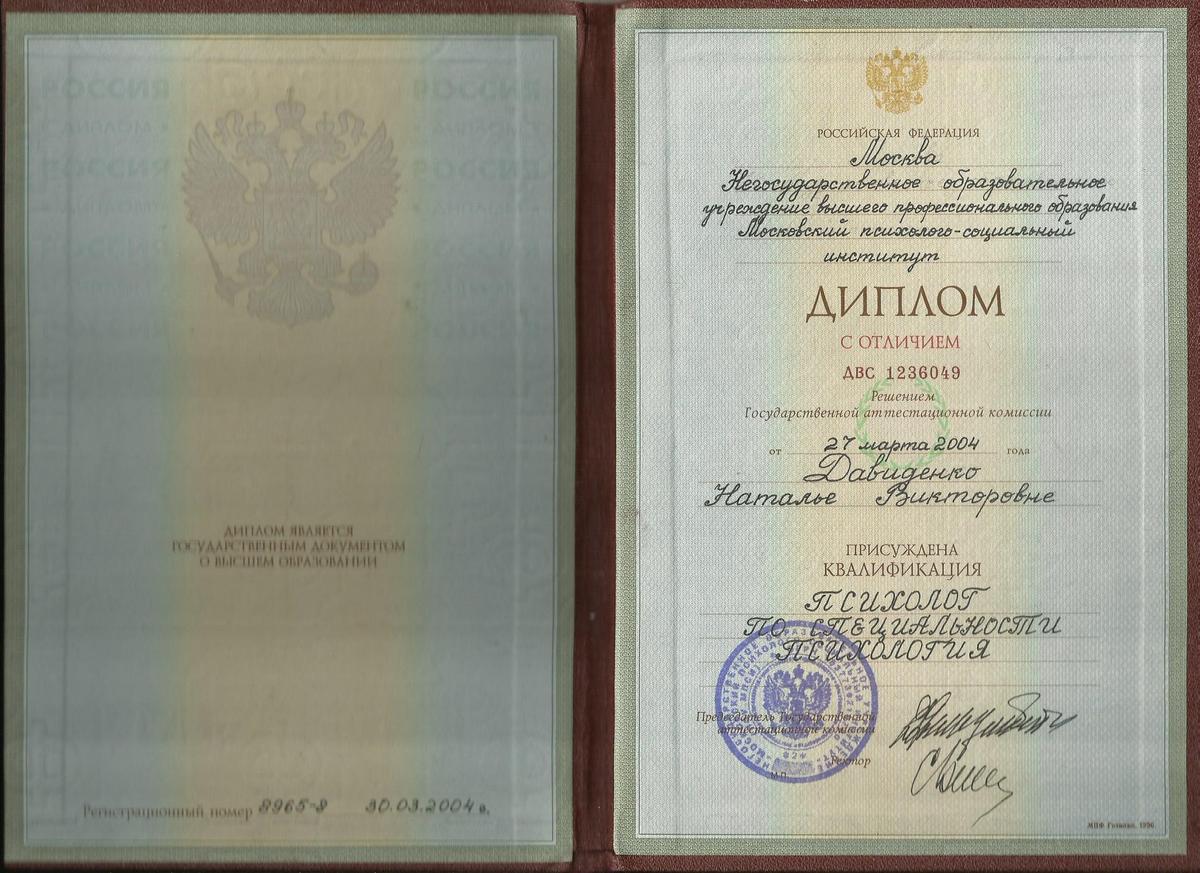 РОССИЯ
РОССИЯ
ДИПЛОМ ЯВЛЯЕТСЯ
ГОСУДАРСТВЕННЫМ ДОКУМЕНТОМ
О ВЫСШЕМ ОБРАЗОВАНИИ
Регистрационный номер 8965-9 30.03.2004 г.
РОССИЙСКАЯ ФЕДЕРАЦИЯ
Москва
Негосударственное образовательное
учреждение высшего профессионального образования
Московский психолого-социальный
институт
ДИПЛОМ
С ОТЛИЧИЕМ
ДВС 1236049
Решением
Государственной аттестационной комиссии
от 27 марта 2004 года
Давиденко
Наталье Викторовне
ПРИСУЖДЕНА
КВАЛИФИКАЦИЯ
ПСИХОЛОГ
ПО СПЕЦИАЛЬНОСТИ
ПСИХОЛОГИЯ
Председатель Государственной
аттестационной комиссии
Ректор
М.П.
МПФ Гознака, 1996.